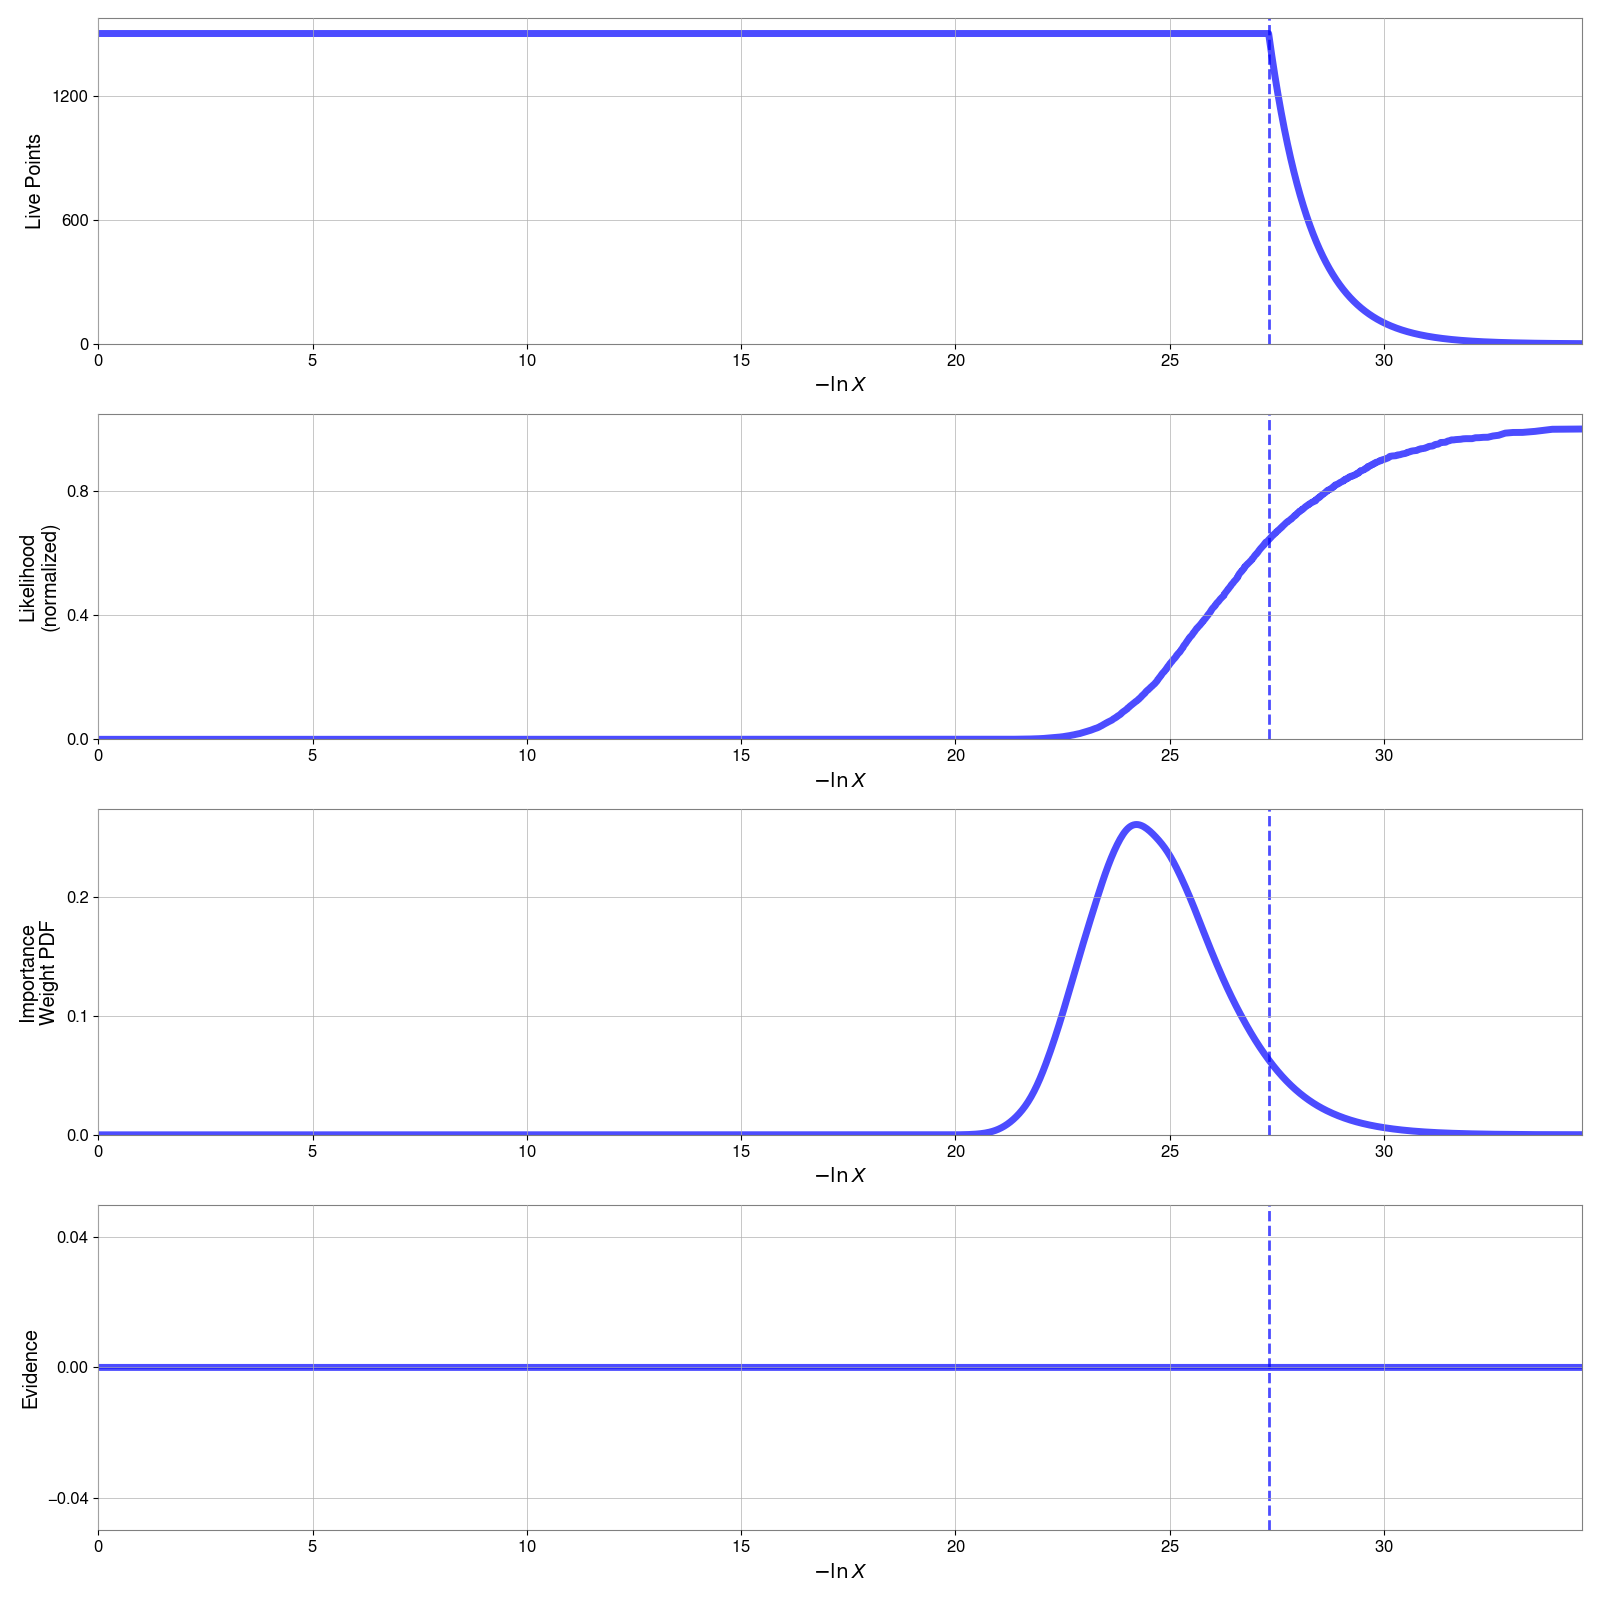 1200
600
0
Live Points
0 5 10 15 20 25 30
−ln X
0.8
0.4
0.0
Likelihood
(normalized)
0 5 10 15 20 25 30
−ln X
0.2
0.1
0.0
Importance
Weight PDF
0 5 10 15 20 25 30
−ln X
0.04
0.00
−0.04
Evidence
0 5 10 15 20 25 30
−ln X